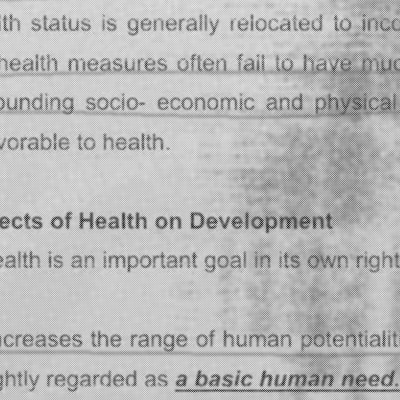 lth status is generally relocated to inco
health measures often fail to have muc
ounding socio- economic and physical
vorable to health.
ects of Health on Development
ealth is an important goal in its own right
ncreases the range of human potentialiti
ghtly regarded as a basic human need.